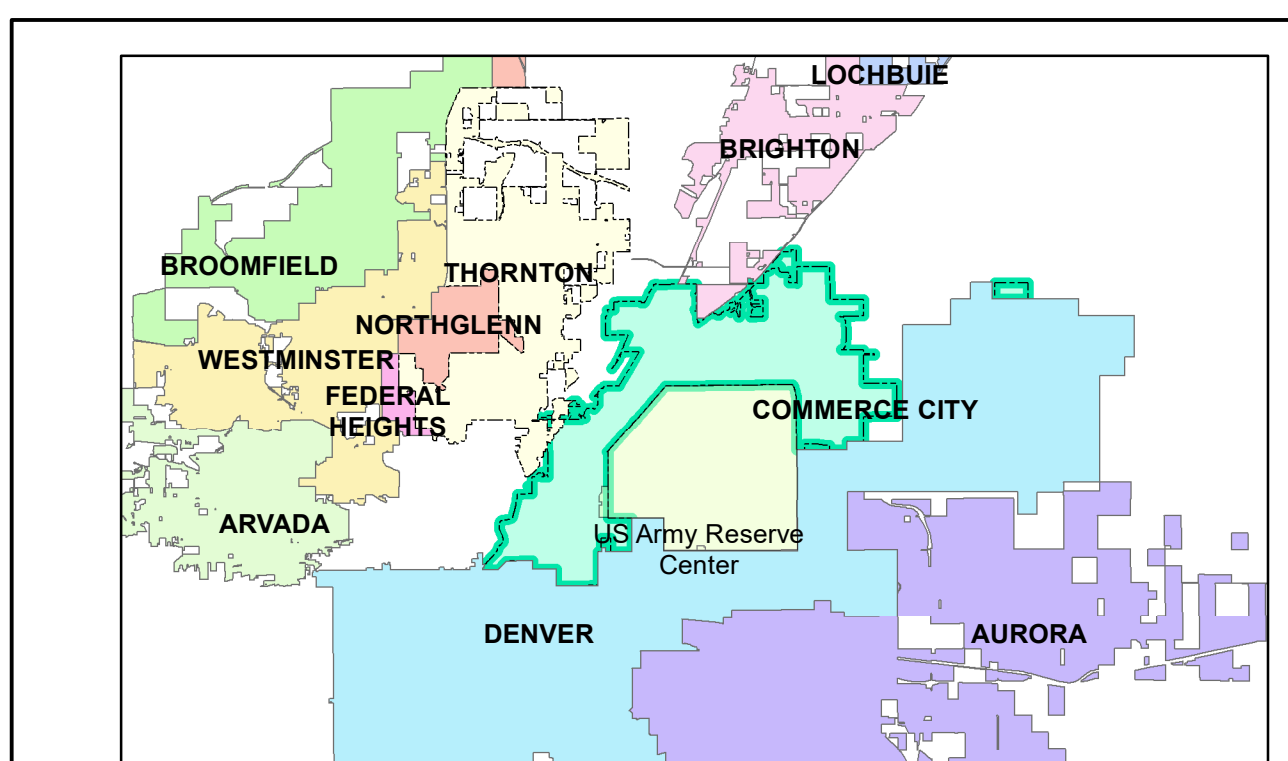 LOCHBUIE
BRIGHTON
BROOMFIELD
THORNTON
NORTHGLENN
WESTMINSTER
FEDERAL
HEIGHTS
COMMERCE CITY
ARVADA
US Army Reserve
Center
DENVER
AURORA